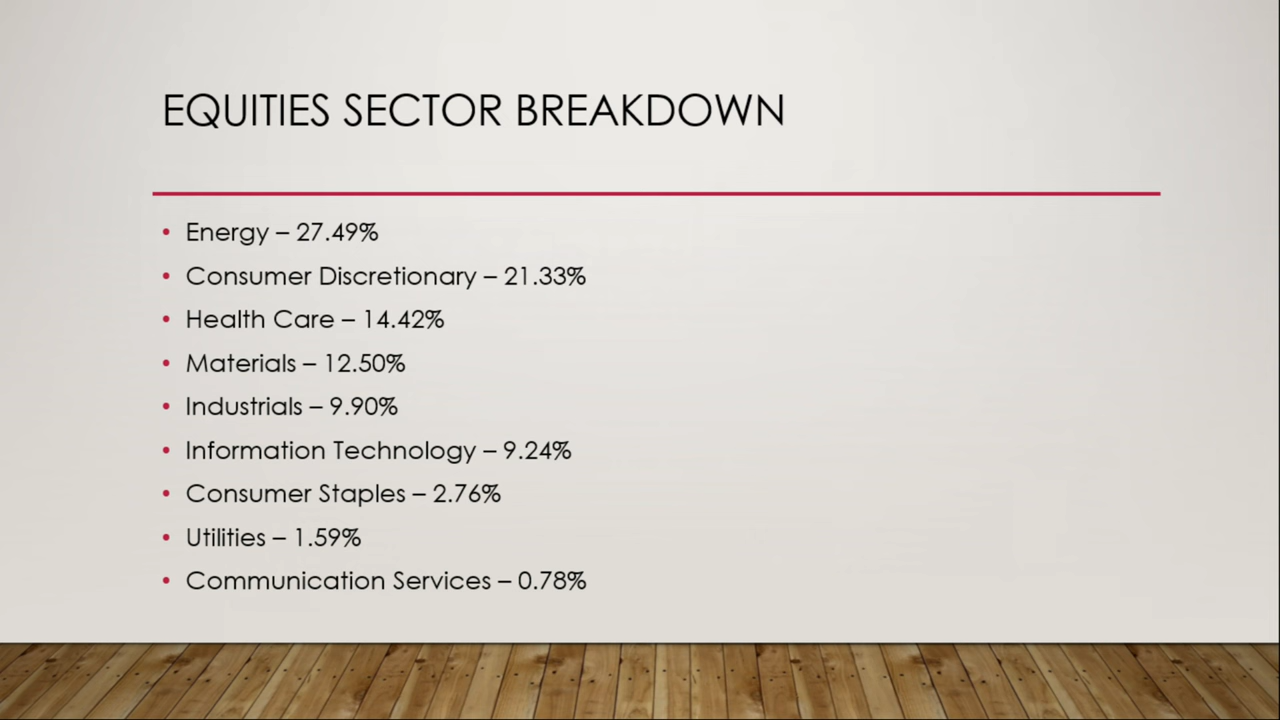 EQUITIES SECTOR BREAKDOWN
• Energy – 27.49%
• Consumer Discretionary – 21.33%
• Health Care – 14.42%
• Materials – 12.50%
• Industrials – 9.90%
• Information Technology – 9.24%
• Consumer Staples – 2.76%
• Utilities – 1.59%
• Communication Services – 0.78%